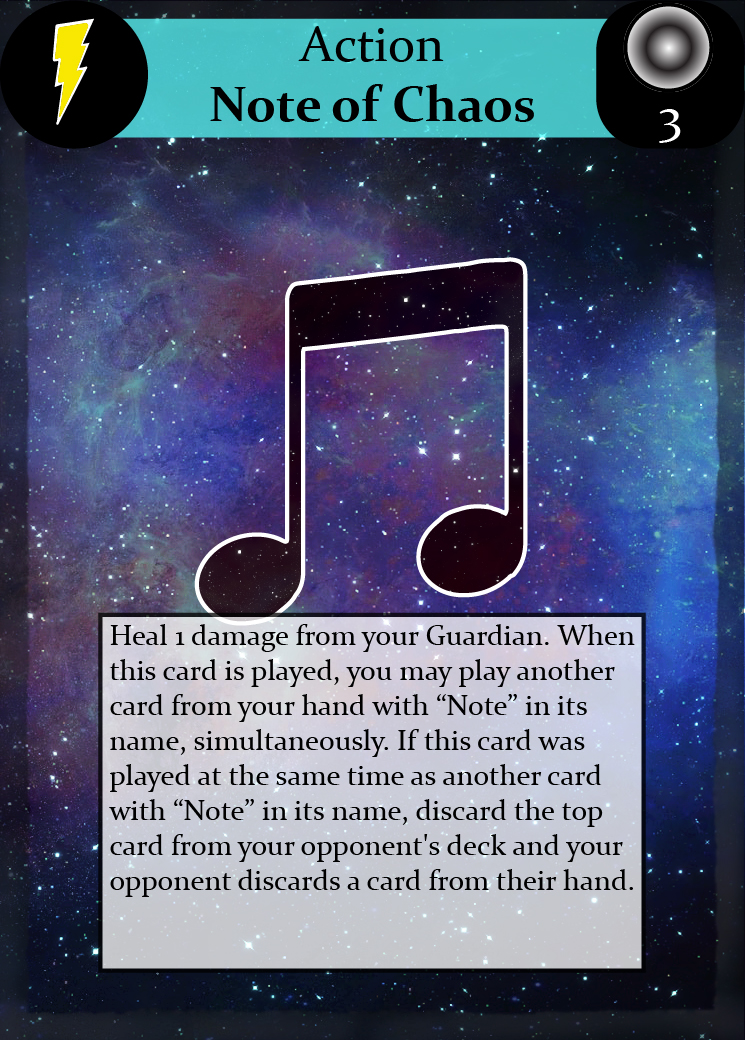 Action
Note of Chaos
3
Heal 1 damage from your Guardian. When
this card is played, you may play another
card from your hand with “Note” in its
name, simultaneously. If this card was
played at the same time as another card
with “Note” in its name, discard the top
card from your opponent's deck and your
opponent discards a card from their hand.